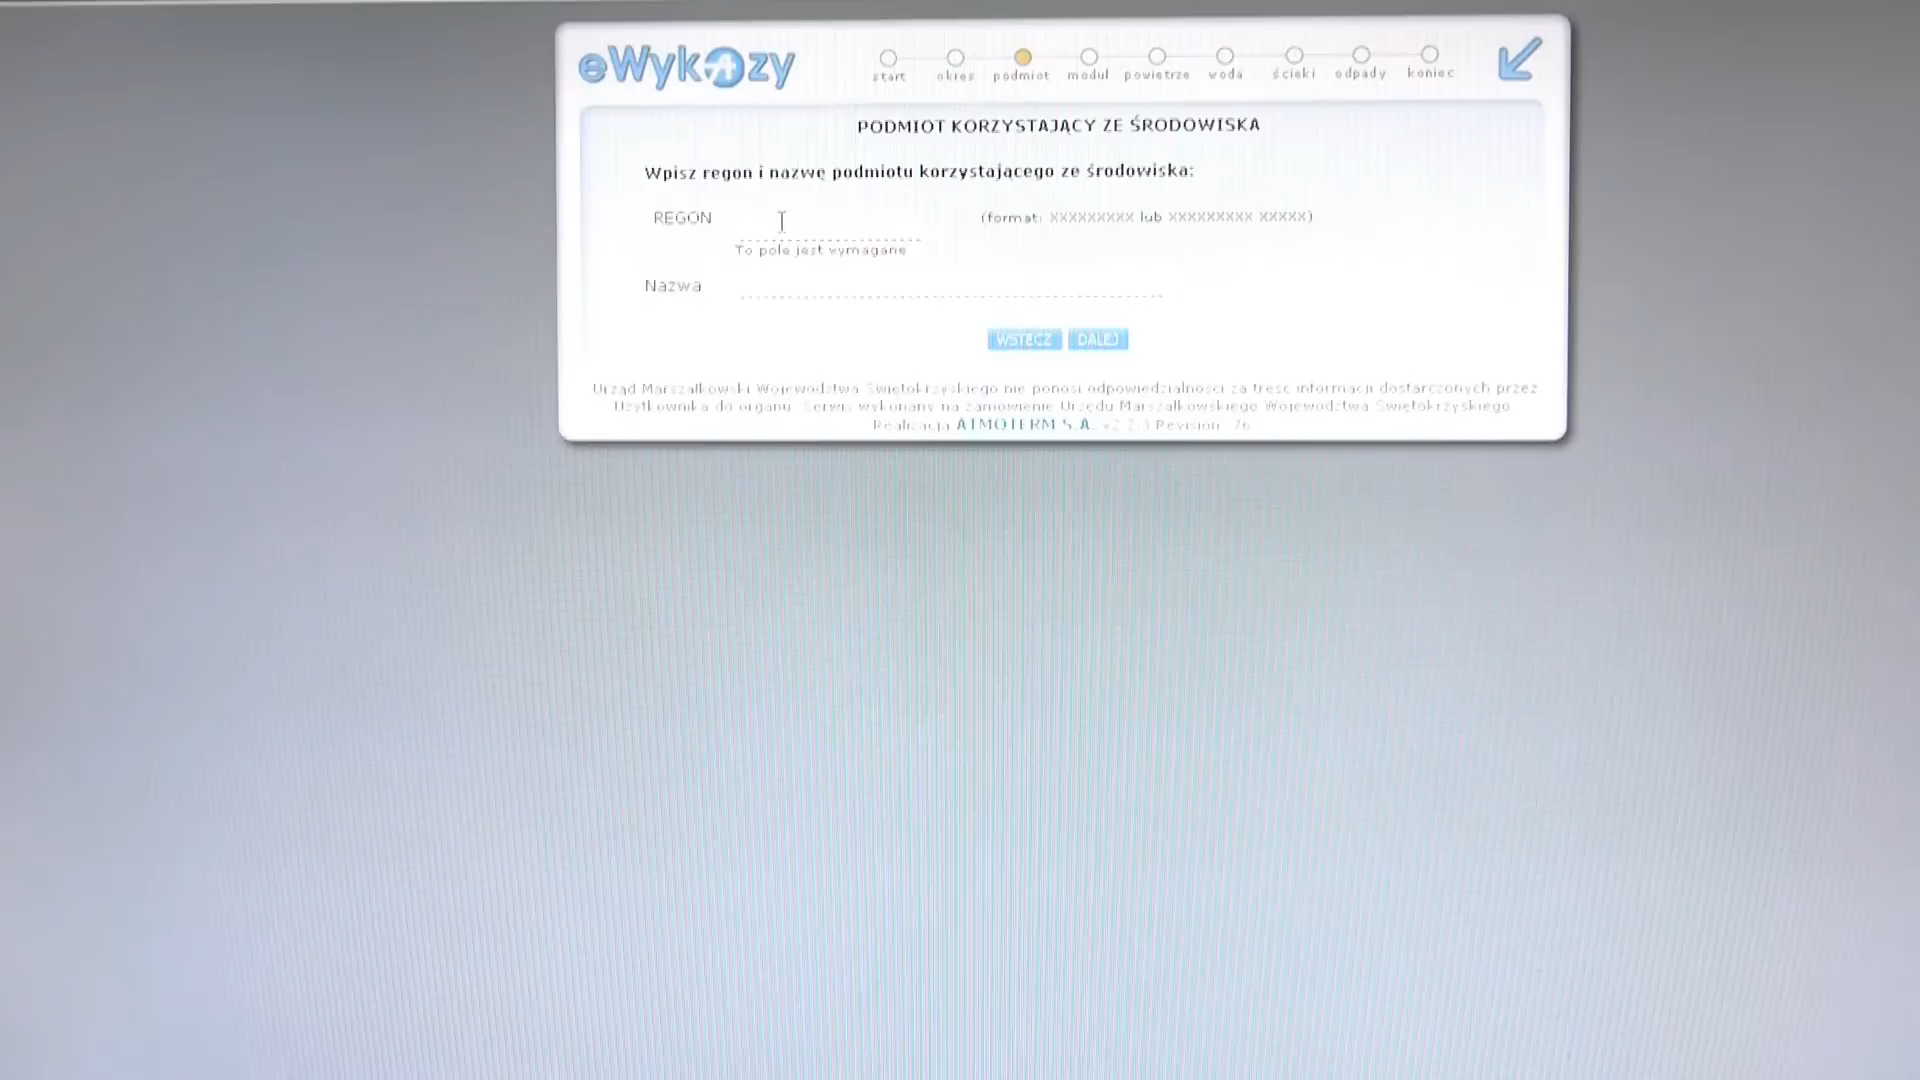 eWykAzy
start okres podmiot moduł powietrze woda ścieki odpady koniec
PODMIOT KORZYSTAJĄCY ZE ŚRODOWISKA
Wpisz regon i nazwę podmiotu korzystającego ze środowiska:
REGON (format: XXXXXXXXX lub XXXXXXXXX XXXXX)
To pole jest wymagane
Nazwa
WSTECZ DALEJ
Urząd Marszałkowski Województwa Świętokrzyskiego nie ponosi odpowiedzialności za treść informacji dostarczonych przez
Użytkownika do organu. Serwis wykonany na zamówienie Urzędu Marszałkowskiego Województwa Świętokrzyskiego
Realizacja ATMOTERM S.A. Revision